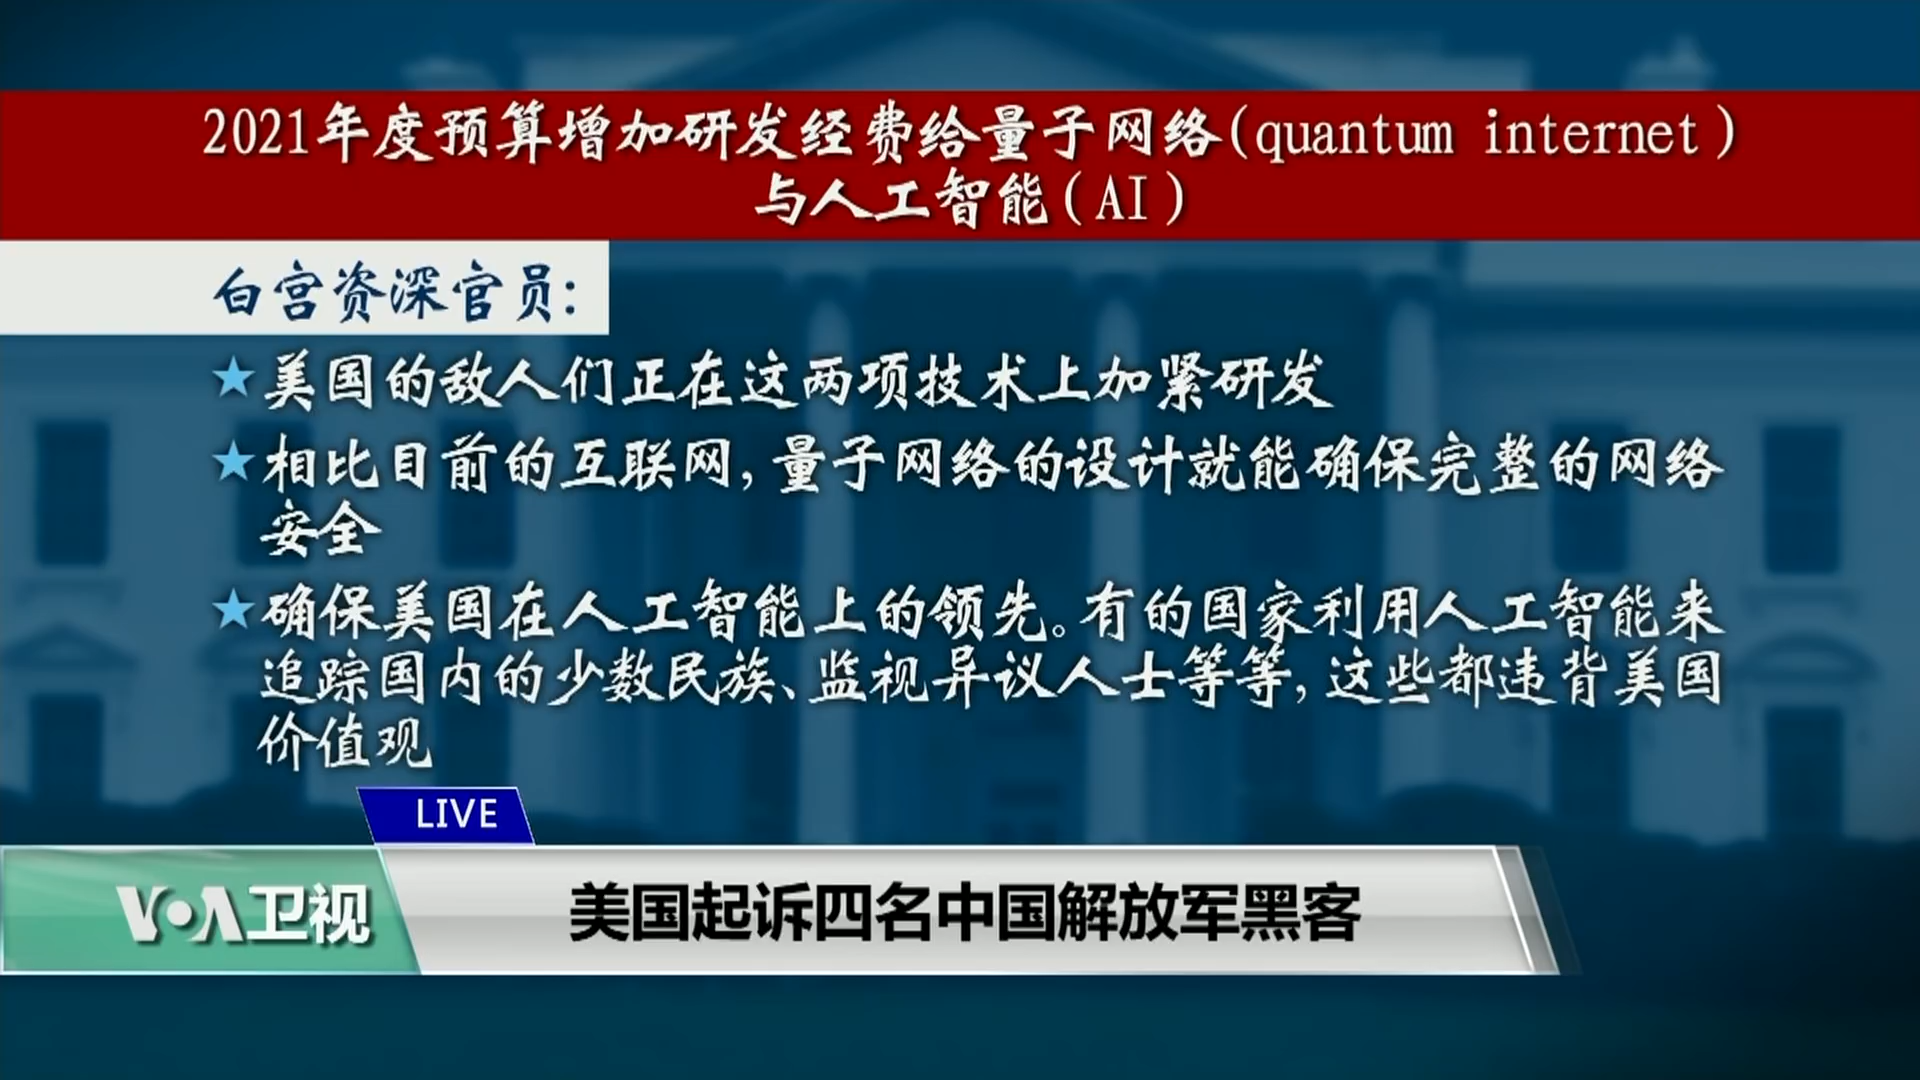 2021年度预算增加研发经费给量子网络(quantum internet)
与人工智能(AI)
白宫资深官员:
★美国的敌人们正在这两项技术上加紧研发
★相比目前的互联网,量子网络的设计就能确保完整的网络
安全
★确保美国在人工智能上的领先。有的国家利用人工智能来
追踪国内的少数民族、监视异议人士等等,这些都违背美国
价值观
LIVE
VOA卫视
美国起诉四名中国解放军黑客